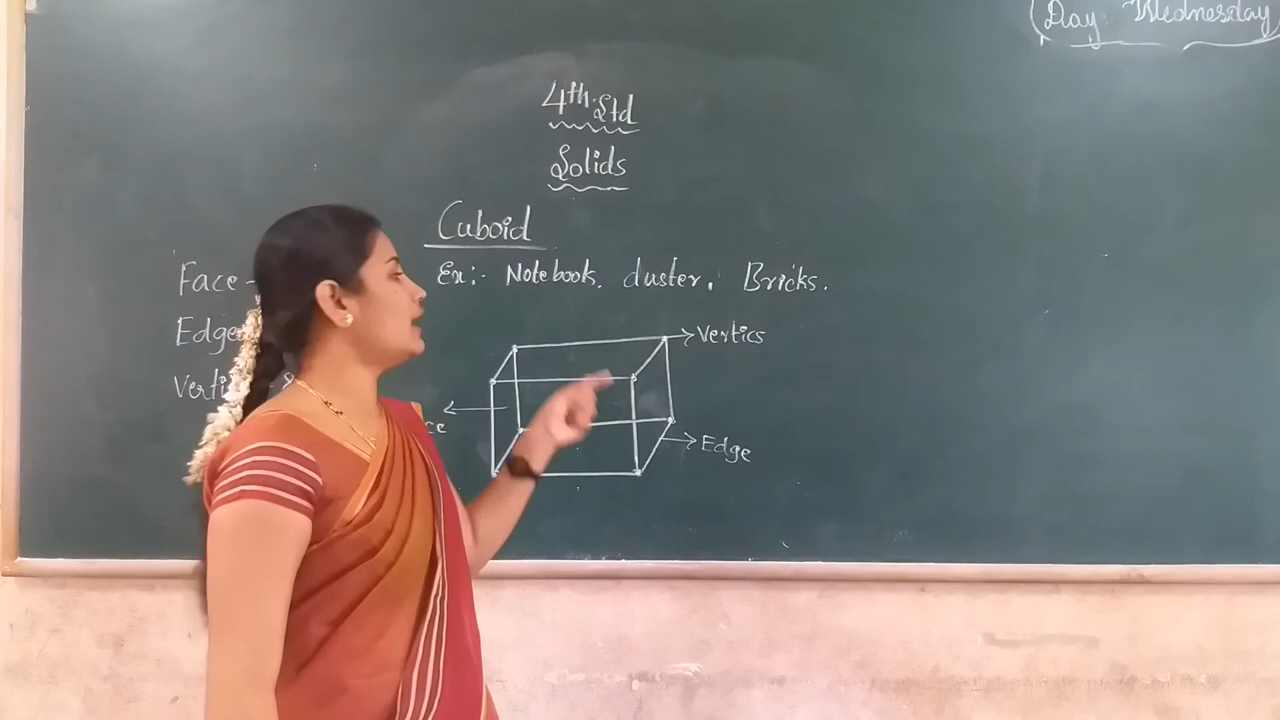 Day: Wednesday
4th Std
Solids
Cuboid
Face -
Ex:- Notebook, duster, Bricks.
Edge
Vertics
Edge